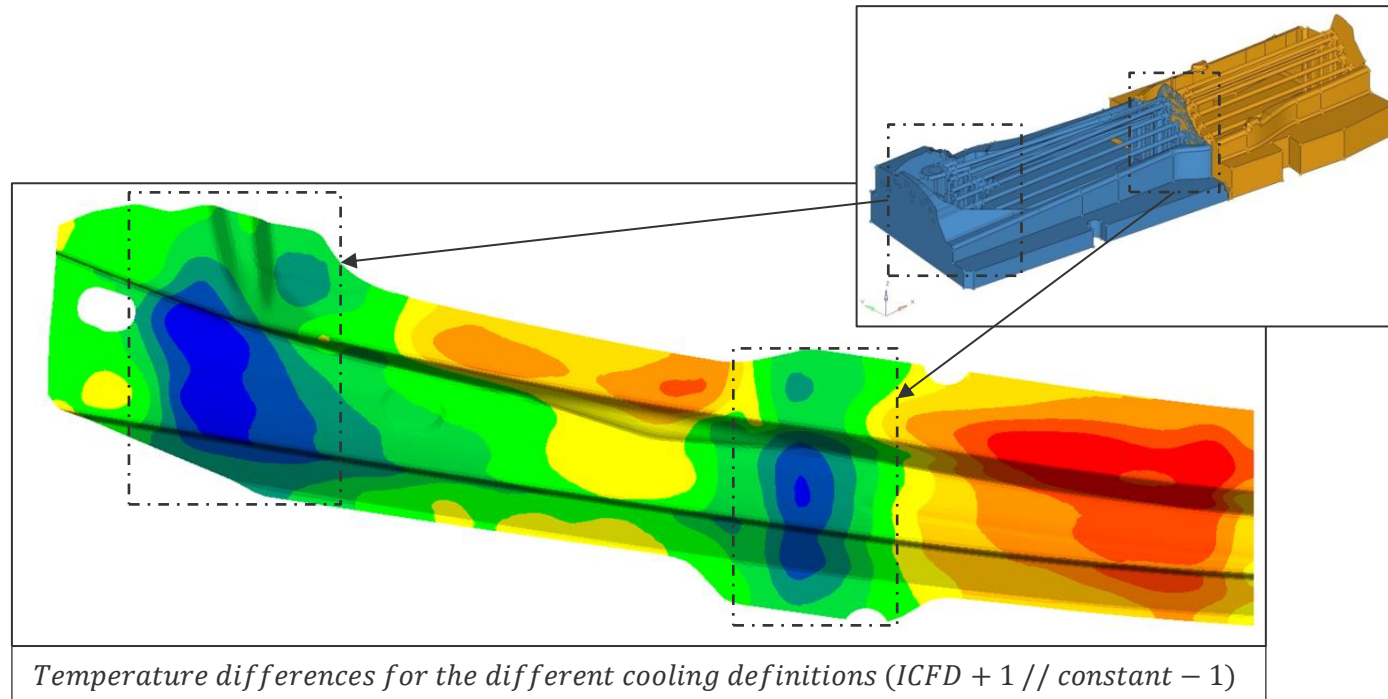 Temperature differences for the different cooling definitions (ICFD + 1 // constant − 1)